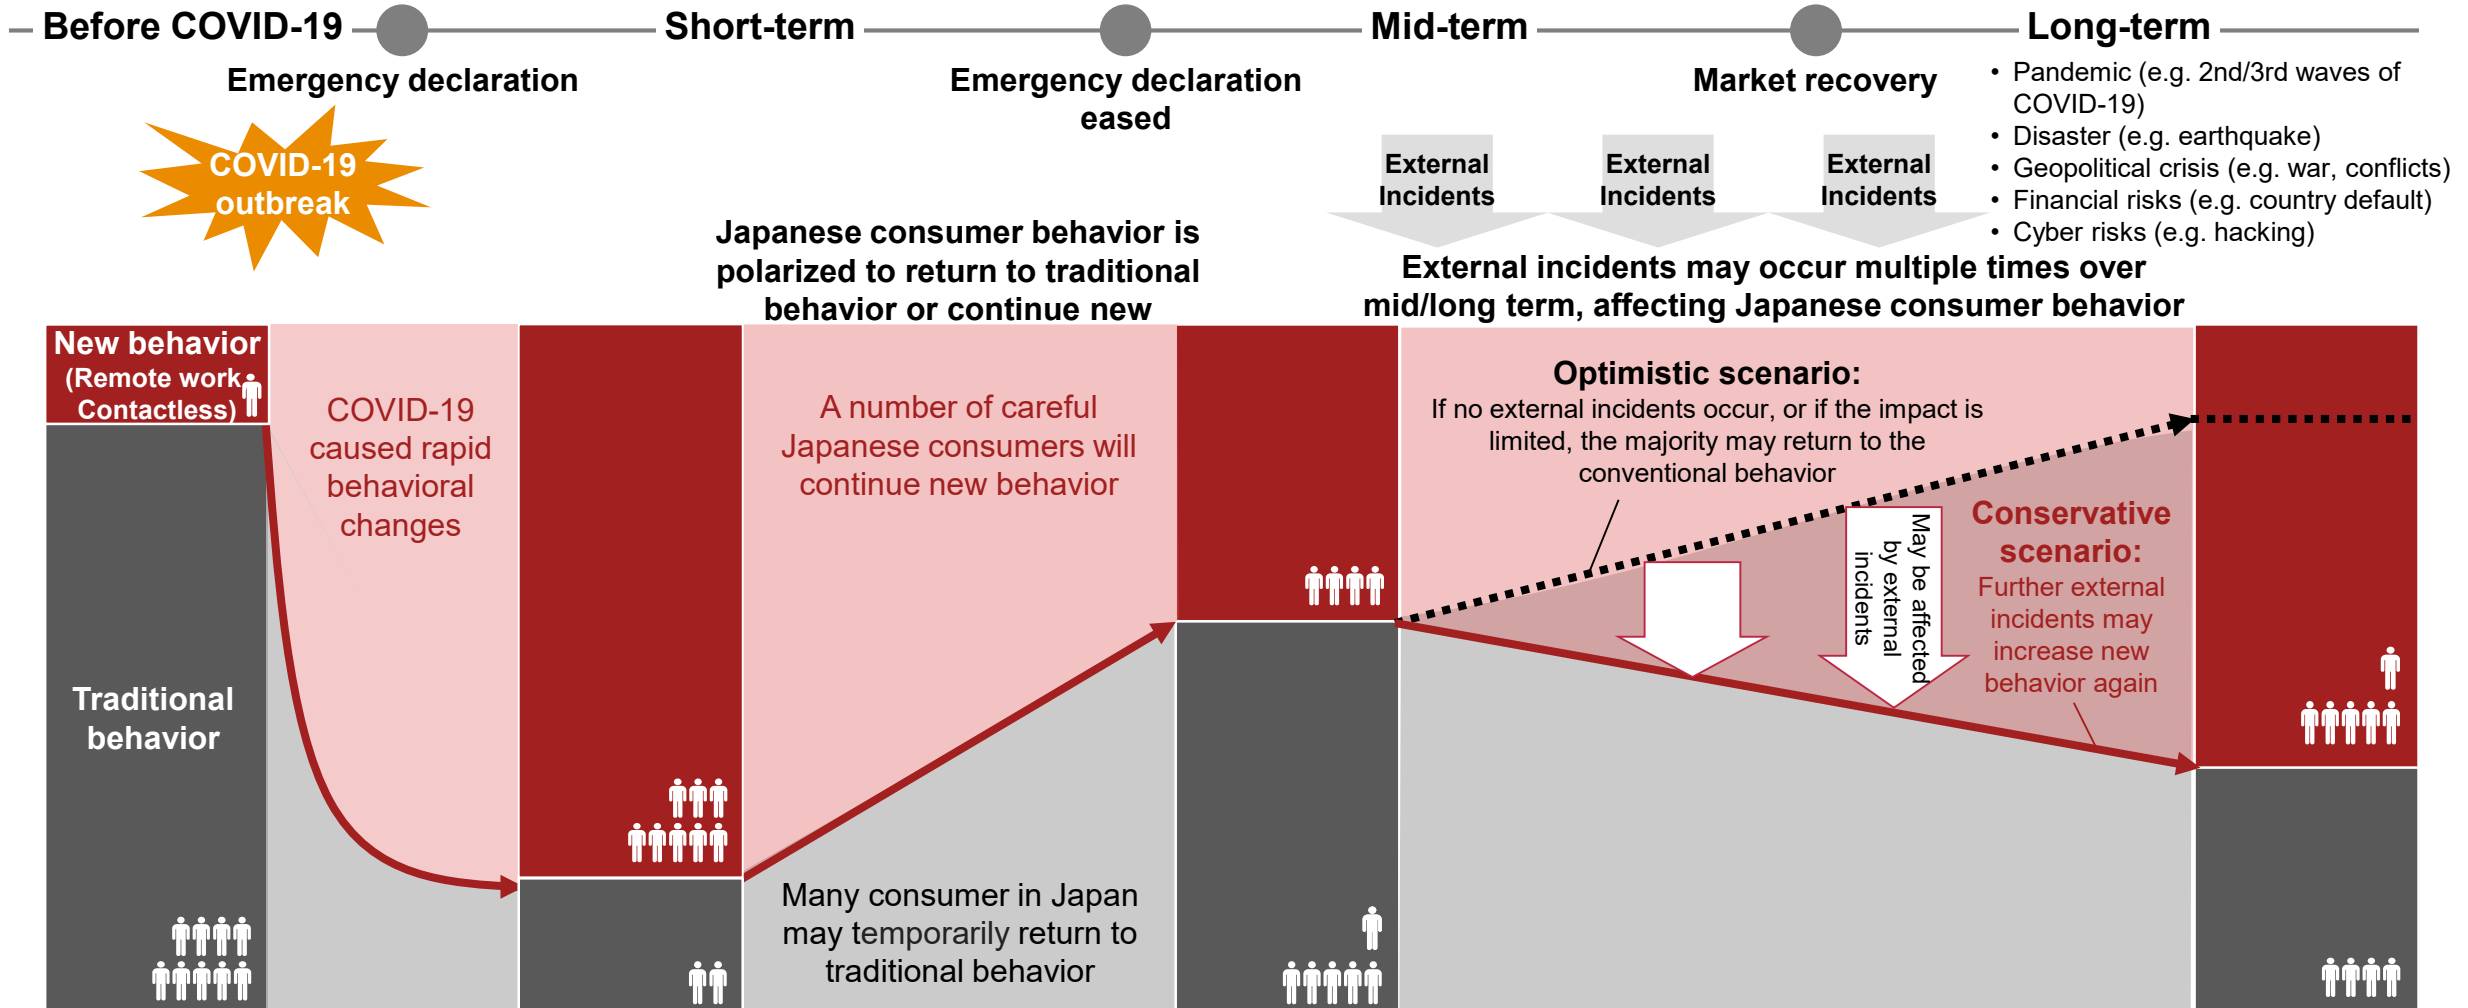 Before COVID-19
Short-term
Mid-term
Long-term
Emergency declaration
Emergency declaration
eased
Market recovery
• Pandemic (e.g. 2nd/3rd waves of
COVID-19)
• Disaster (e.g. earthquake)
• Geopolitical crisis (e.g. war, conflicts)
• Financial risks (e.g. country default)
• Cyber risks (e.g. hacking)
COVID-19
outbreak
External
Incidents
External
Incidents
External
Incidents
Japanese consumer behavior is
polarized to return to traditional
behavior or continue new
External incidents may occur multiple times over
mid/long term, affecting Japanese consumer behavior
New behavior
(Remote work
Contactless)
Traditional
behavior
COVID-19
caused rapid
behavioral
changes
A number of careful
Japanese consumers will
continue new behavior
Many consumer in Japan
may temporarily return to
traditional behavior
Optimistic scenario:
If no external incidents occur, or if the impact is
limited, the majority may return to the
conventional behavior
May be affected
by external
incidents
Conservative
scenario:
Further external
incidents may
increase new
behavior again